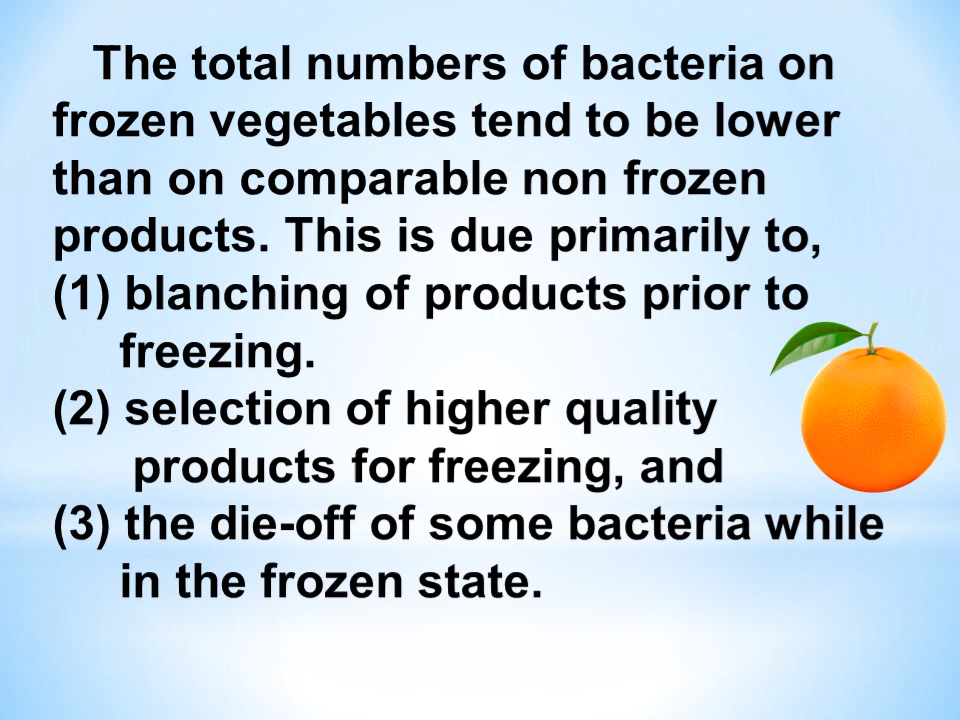 The total numbers of bacteria on
frozen vegetables tend to be lower
than on comparable non frozen
products. This is due primarily to,
(1) blanching of products prior to
freezing.
(2) selection of higher quality
products for freezing, and
(3) the die-off of some bacteria while
in the frozen state.